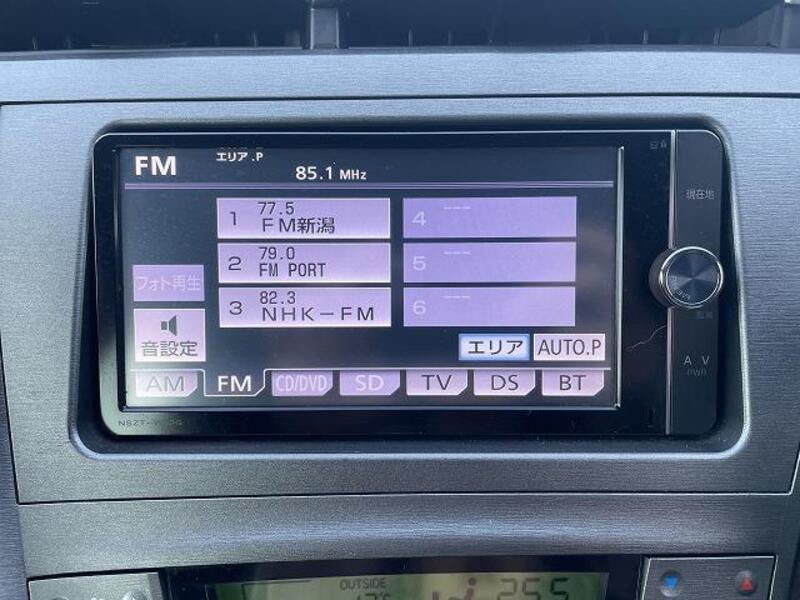 FM エリア.P
85.1 MHz
現在地
1 77.5
FM新潟
4 ---
2 79.0
FM PORT
5 ---
3 82.3
NHK-FM
6 ---
フォト再生
音設定
エリア AUTO.P
AM FM CD/DVD SD TV DS BT
A V
PWR
OUTSIDE
25.5